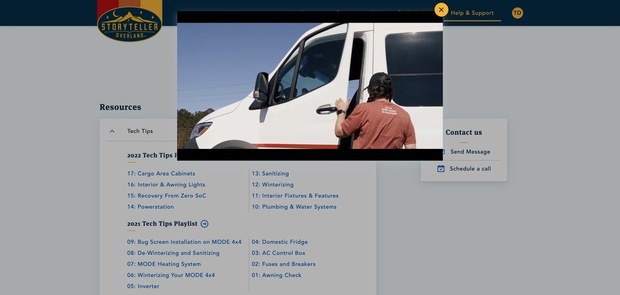 STORYTELLER
OVERLAND
Help & Support
TD
Resources
Tech Tips
2022 Tech Tips
17: Cargo Area Cabinets
16: Interior & Awning Lights
15: Recovery From Zero SoC
14: Powerstation
13: Sanitizing
12: Winterizing
11: Interior Fixtures & Features
10: Plumbing & Water Systems
2021 Tech Tips Playlist
09: Bug Screen Installation on MODE 4x4
08: De-Winterizing and Sanitizing
07: MODE Heating System
06: Winterizing Your MODE 4x4
05: Inverter
04: Domestic Fridge
03: AC Control Box
02: Fuses and Breakers
01: Awning Check
Contact us
Send Message
Schedule a call